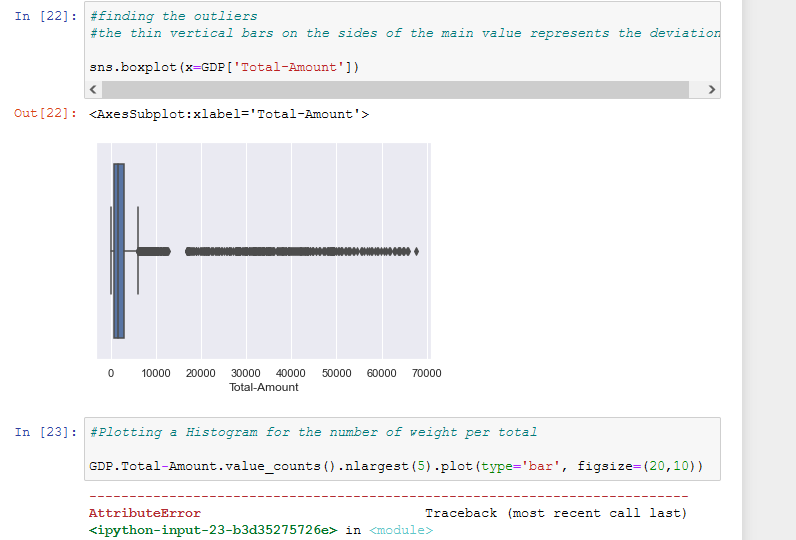 In [22]: #finding the outliers
#the thin vertical bars on the sides of the main value represents the deviation
sns.boxplot(x=GDP['Total-Amount'])
Out[22]: <AxesSubplot:xlabel='Total-Amount'>
0 10000 20000 30000 40000 50000 60000 70000
Total-Amount
In [23]: #Plotting a Histogram for the number of weight per total
GDP.Total-Amount.value_counts().nlargest(5).plot(type='bar', figsize=(20,10))
---------------------------------------------------------------------------
AttributeError Traceback (most recent call last)
<ipython-input-23-b3d35275726e> in <module>